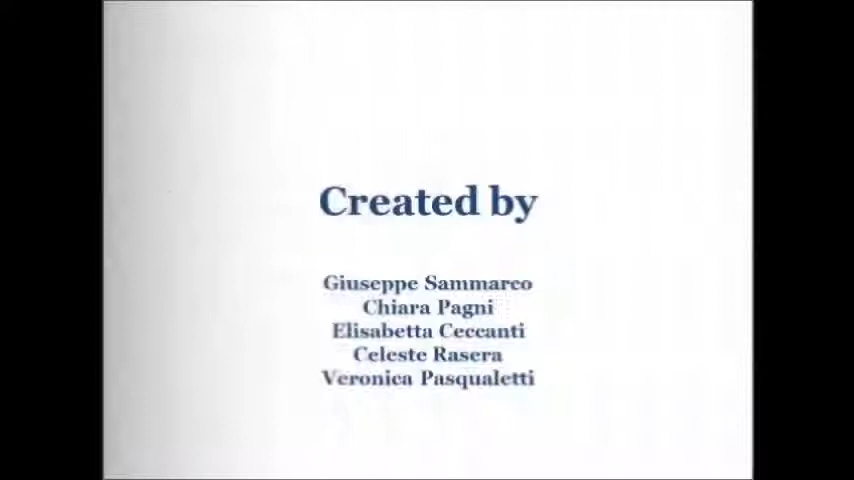 Created by
Giuseppe Sammarco
Chiara Pagni
Elisabetta Ceccanti
Celeste Rasera
Veronica Pasqualetti